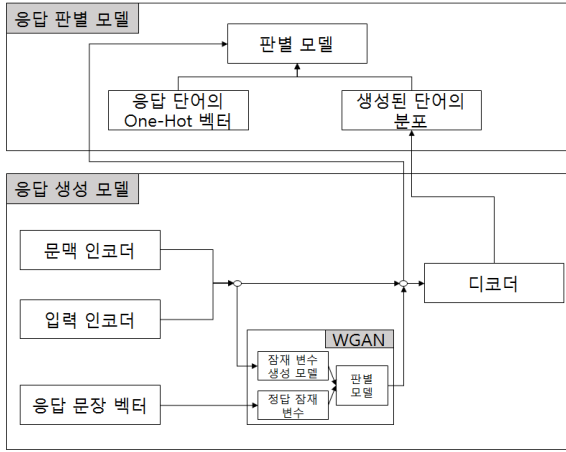 응답 판별 모델
판별 모델
응답 단어의
One-Hot 벡터
생성된 단어의
분포
응답 생성 모델
문맥 인코더
입력 인코더
디코더
WGAN
잠재 변수
생성 모델
판별
모델
정답 잠재
변수
응답 문장 벡터